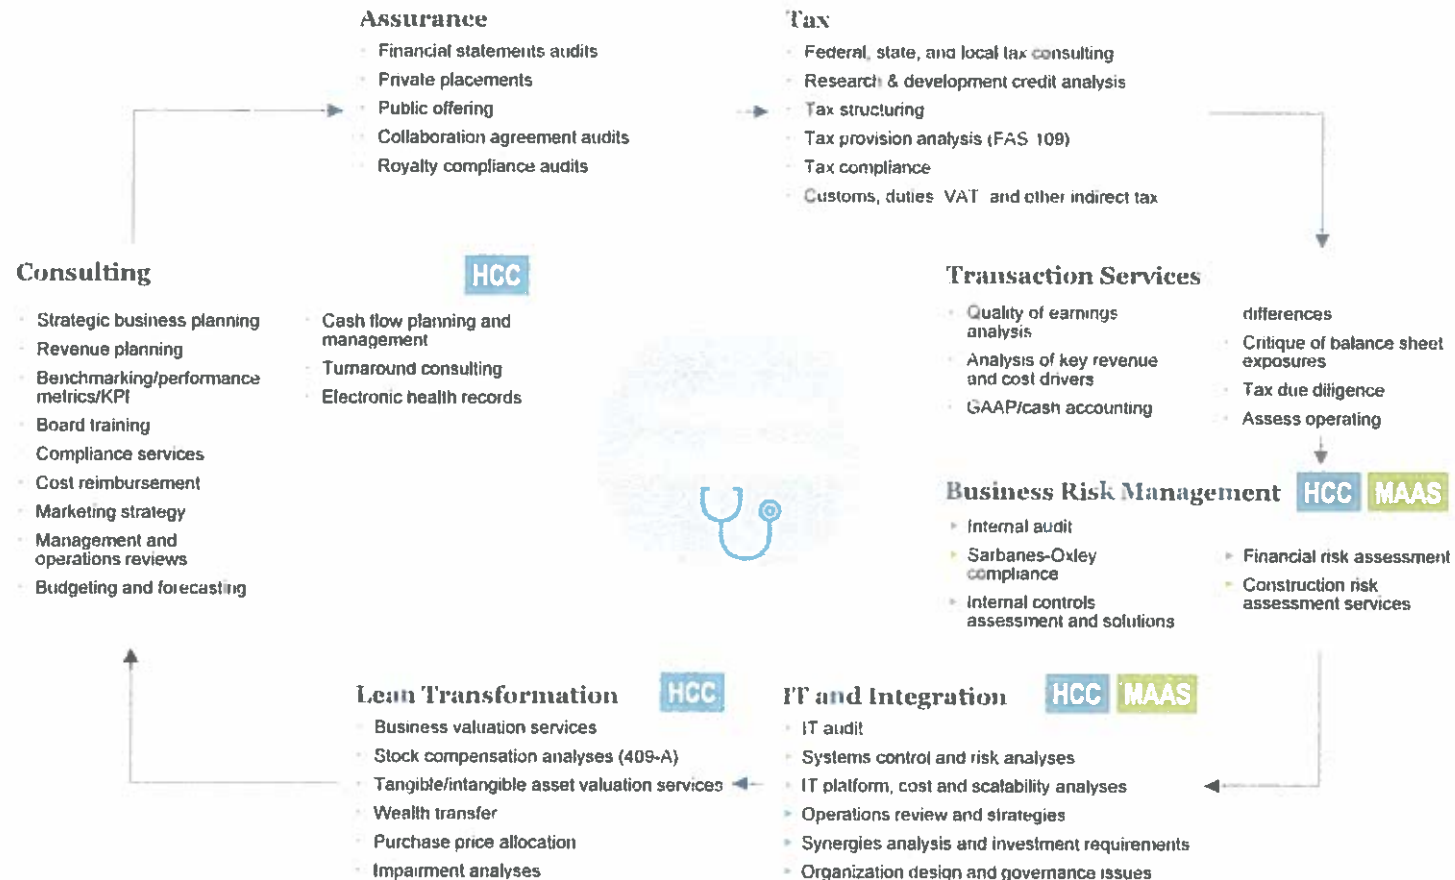 Assurance
Financial statements audits
Private placements
Public offering
Collaboration agreement audits
Royalty compliance audits
Tax
Federal, state, and local tax consulting
Research & development credit analysis
Tax structuring
Tax provision analysis (FAS 109)
Tax compliance
Customs, duties VAT and other indirect tax
Consulting
HCC
Strategic business planning
Revenue planning
Benchmarking/performance
metrics/KPI
Board training
Compliance services
Cost reimbursement
Marketing strategy
Management and
operations reviews
Budgeting and forecasting
Cash flow planning and
management
Turnaround consulting
Electronic health records
Transaction Services
Quality of earnings
analysis
Analysis of key revenue
and cost drivers
GAAP/cash accounting
differences
Critique of balance sheet
exposures
Tax due diligence
Assess operating
Business Risk Management
HCC
MAAS
Internal audit
Sarbanes-Oxley
compliance
Internal controls
assessment and solutions
Financial risk assessment
Construction risk
assessment services
Lean Transformation
HCC
Business valuation services
Stock compensation analyses (409-A)
Tangible/intangible asset valuation services
Wealth transfer
Purchase price allocation
Impairment analyses
IT and Integration
HCC
MAAS
IT audit
Systems control and risk analyses
IT platform, cost and scalability analyses
Operations review and strategies
Synergies analysis and investment requirements
Organization design and governance issues